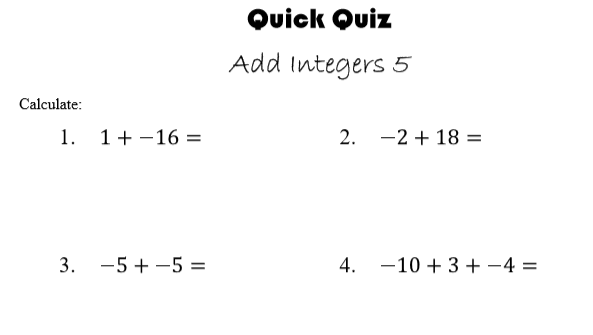 Quick Quiz
Add Integers 5
Calculate:
1. 1 + −16 =
2. −2 + 18 =
3. −5 + −5 =
4. −10 + 3 + −4 =